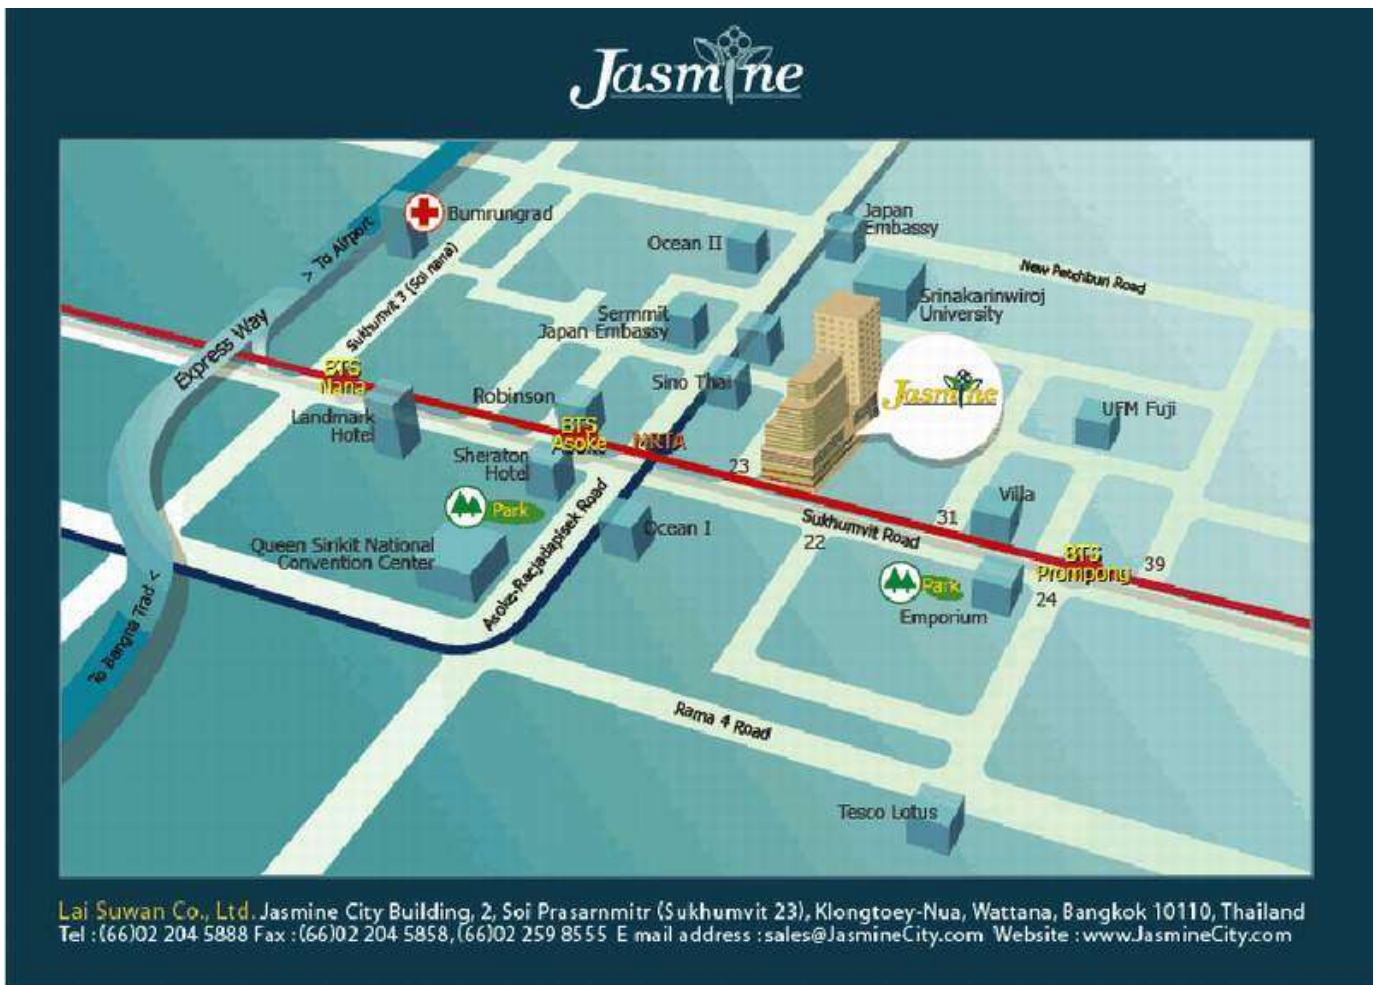 Jasmine
Bumrungrad
> To Airport
Sukhumvit 3 (Soi nana)
Express Way
Ocean II
Japan
Embassy
New Petchburi Road
Srinakarinwiroj
University
Sermmit
Japan Embassy
Jasmine
BTS
Nana
Landmark
Hotel
Robinson
Sino Thai
UFM Fuji
BTS
Asoke
MRTA
Sheraton
Hotel
23
Park
Villa
Ocean I
Sukhumvit Road
31
22
Queen Sirikit National
Convention Center
Asoke-Racjadapisek Road
BTS
Prompong
39
Park
24
Emporium
To Bangna Trad <
Rama 4 Road
Tesco Lotus
Lai Suwan Co., Ltd. Jasmine City Building, 2, Soi Prasarnmitr (Sukhumvit 23), Klongtoey-Nua, Wattana, Bangkok 10110, Thailand
Tel : (66)02 204 5888 Fax : (66)02 204 5858, (66)02 259 8555 E mail address : sales@JasmineCity.com Website : www.JasmineCity.com